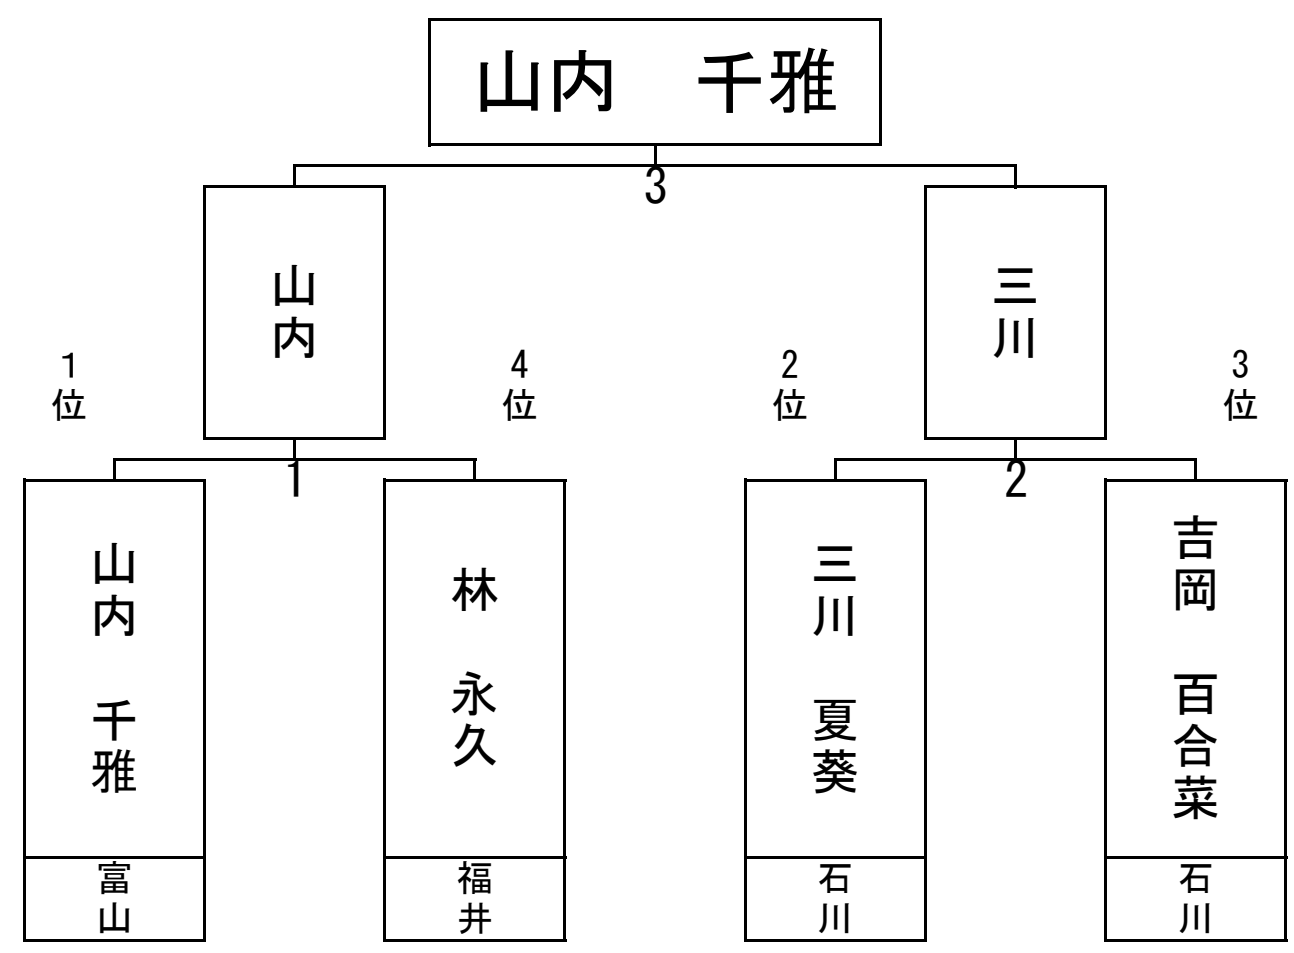 山内　千雅
3
山内
三川
1位
4位
2位
3位
1
2
山内　千雅
林　永久
三川　夏葵
吉岡　百合菜
富山
福井
石川
石川